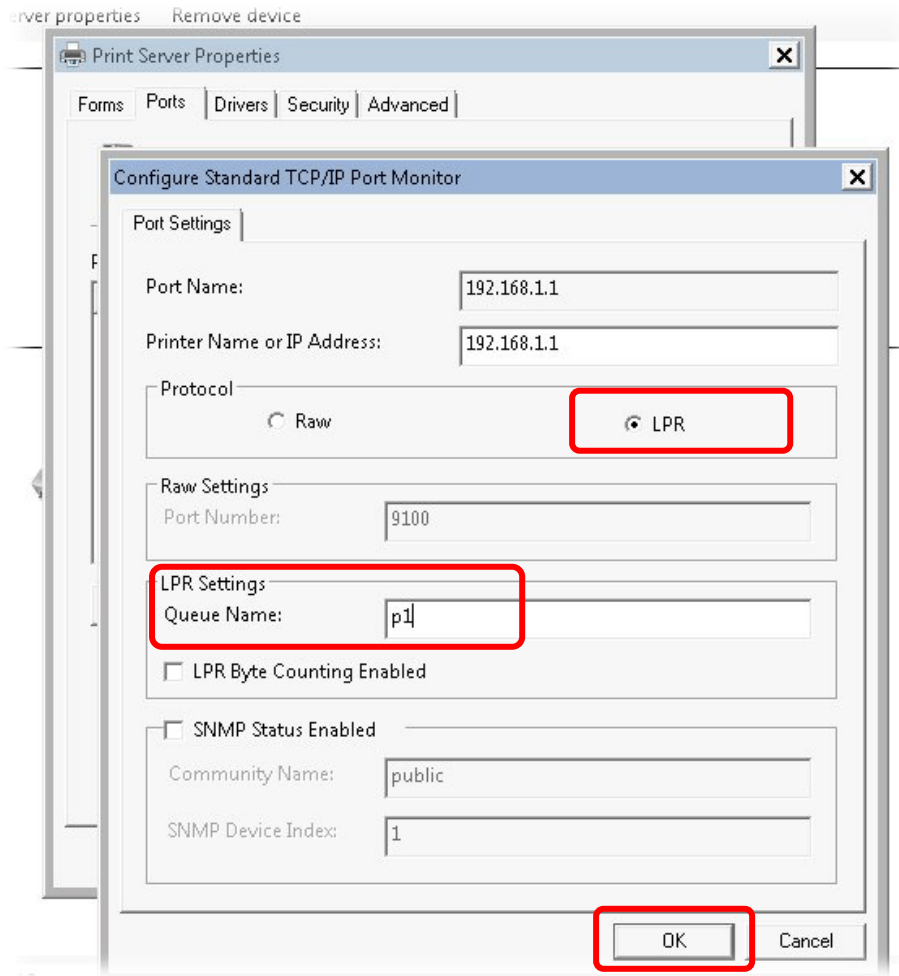 rver properties Remove device
Print Server Properties
Forms Ports Drivers Security Advanced
Configure Standard TCP/IP Port Monitor
Port Settings
Port Name: 192.168.1.1
Printer Name or IP Address: 192.168.1.1
Protocol
Raw LPR
Raw Settings
Port Number: 9100
LPR Settings
Queue Name: p1
LPR Byte Counting Enabled
SNMP Status Enabled
Community Name: public
SNMP Device Index: 1
OK Cancel